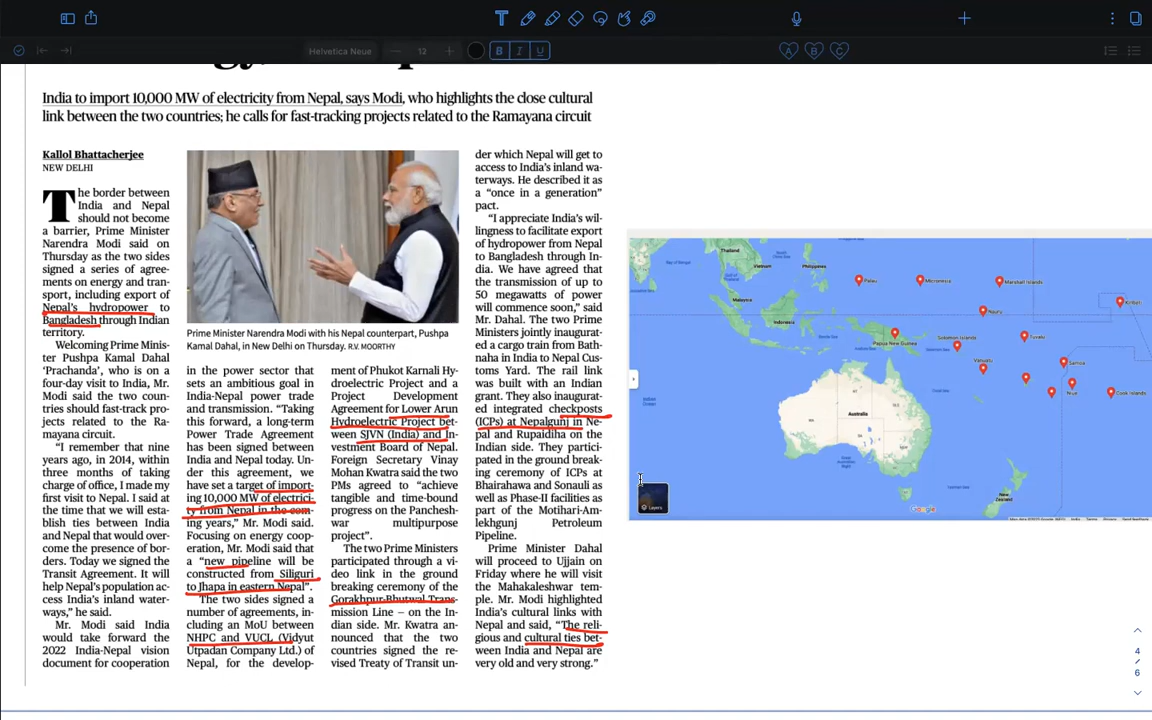 Helvetica Neue
12
B
I
U
A
B
C
India to import 10,000 MW of electricity from Nepal, says Modi, who highlights the close cultural
link between the two countries; he calls for fast-tracking projects related to the Ramayana circuit
Kallol Bhattacherjee
NEW DELHI
The border between
India and Nepal
should not become
a barrier, Prime Minister
Narendra Modi said on
Thursday as the two sides
signed a series of agree-
ments on energy and tran-
sport, including export of
Nepal's hydropower to
Bangladesh through Indian
territory.
Welcoming Prime Minis-
ter Pushpa Kamal Dahal
'Prachanda', who is on a
four-day visit to India, Mr.
Modi said the two coun-
tries should fast-track pro-
jects related to the Ra-
mayana circuit.
"I remember that nine
years ago, in 2014, within
three months of taking
charge of office, I made my
first visit to Nepal. I said at
the time that we will estab-
blish ties between India
and Nepal that would over-
come the presence of bor-
ders. Today we signed the
Transit Agreement. It will
help Nepal's population ac-
cess India's inland water-
ways," he said.
Mr. Modi said India
would take forward the
2022 India-Nepal vision
document for cooperation
Prime Minister Narendra Modi with his Nepal counterpart, Pushpa
Kamal Dahal, in New Delhi on Thursday. R.V. MOORTHY
in the power sector that
sets an ambitious goal in
India-Nepal power trade
and transmission. "Taking
this forward, a long-term
Power Trade Agreement
has been signed between
India and Nepal today. Un-
der this agreement, we
have set a target of import-
ing 10,000 MW of electrici-
ty from Nepal in the com-
ing years," Mr. Modi said.
Focusing on energy coop-
eration, Mr. Modi said that
a "new pipeline will be
constructed from Siliguri
to Jhapa in eastern Nepal".
The two sides signed a
number of agreements, in-
cluding an MoU between
NHPC and VUCL (Vidyut
Utpadan Company Ltd.) of
Nepal, for the develop-
ment of Phukot Karnali Hy-
droelectric Project and a
Project Development
Agreement for Lower Arun
Hydroelectric Project bet-
ween SJVN (India) and In-
vestment Board of Nepal.
Foreign Secretary Vinay
Mohan Kwatra said the two
PMs agreed to "achieve
tangible and time-bound
progress on the Panchesh-
war multipurpose
project".
The two Prime Ministers
participated through a vi-
deo link in the ground
breaking ceremony of the
Gorakhpur-Bhutwal Trans-
mission Line – on the In-
dian side. Mr. Kwatra an-
nounced that the two
countries signed the re-
vised Treaty of Transit un-
der which Nepal will get to
access to India's inland wa-
terways. He described it as
a "once in a generation"
pact.
"I appreciate India's wil-
lingness to facilitate export
of hydropower from Nepal
to Bangladesh through In-
dia. We have agreed that
the transmission of up to
50 megawatts of power
will commence soon," said
Mr. Dahal. The two Prime
Ministers jointly inaugurat-
ed a cargo train from Bath-
naha in India to Nepal Cus-
toms Yard. The rail link
was built with an Indian
grant. They also inaugurat-
ed integrated checkposts
(ICPs) at Nepalgunj in Ne-
pal and Rupaidiha on the
Indian side. They partici-
pated in the ground break-
ing ceremony of ICPs at
Bhairahawa and Sonauli as
well as Phase-II facilities as
part of the Motihari-Am-
lekhgunj Petroleum
Pipeline.
Prime Minister Dahal
will proceed to Ujjain on
Friday where he will visit
the Mahakaleshwar tem-
ple. Mr. Modi highlighted
India's cultural links with
Nepal and said, "The reli-
gious and cultural ties bet-
ween India and Nepal are
very old and very strong."
Thailand
Vietnam
Philippines
Malaysia
Indonesia
Palau
Micronesia
Marshall Islands
Nauru
Kiribati
Papua New Guinea
Solomon Islands
Tuvalu
Vanuatu
Samoa
Niue
Cook Islands
Australia
New
Zealand
Layers
Google
4
/
6